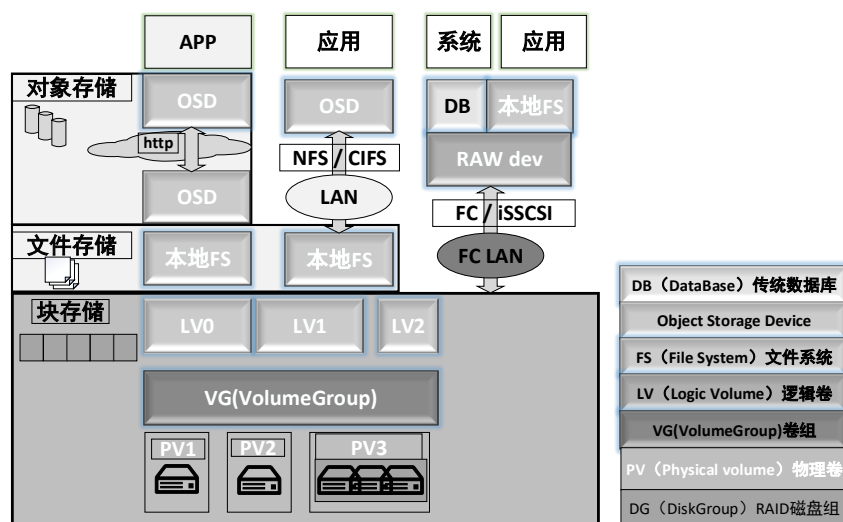 APP
应用
系统
应用
对象存储
OSD
OSD
DB
本地FS
http
NFS / CIFS
RAW dev
OSD
LAN
FC / iSSCSI
文件存储
本地FS
本地FS
FC LAN
块存储
LV0
LV1
LV2
VG(VolumeGroup)
PV1
PV2
PV3
DB（DataBase）传统数据库
Object Storage Device
FS（File System）文件系统
LV（Logic Volume）逻辑卷
VG(VolumeGroup)卷组
PV（Physical volume）物理卷
DG（DiskGroup）RAID磁盘组